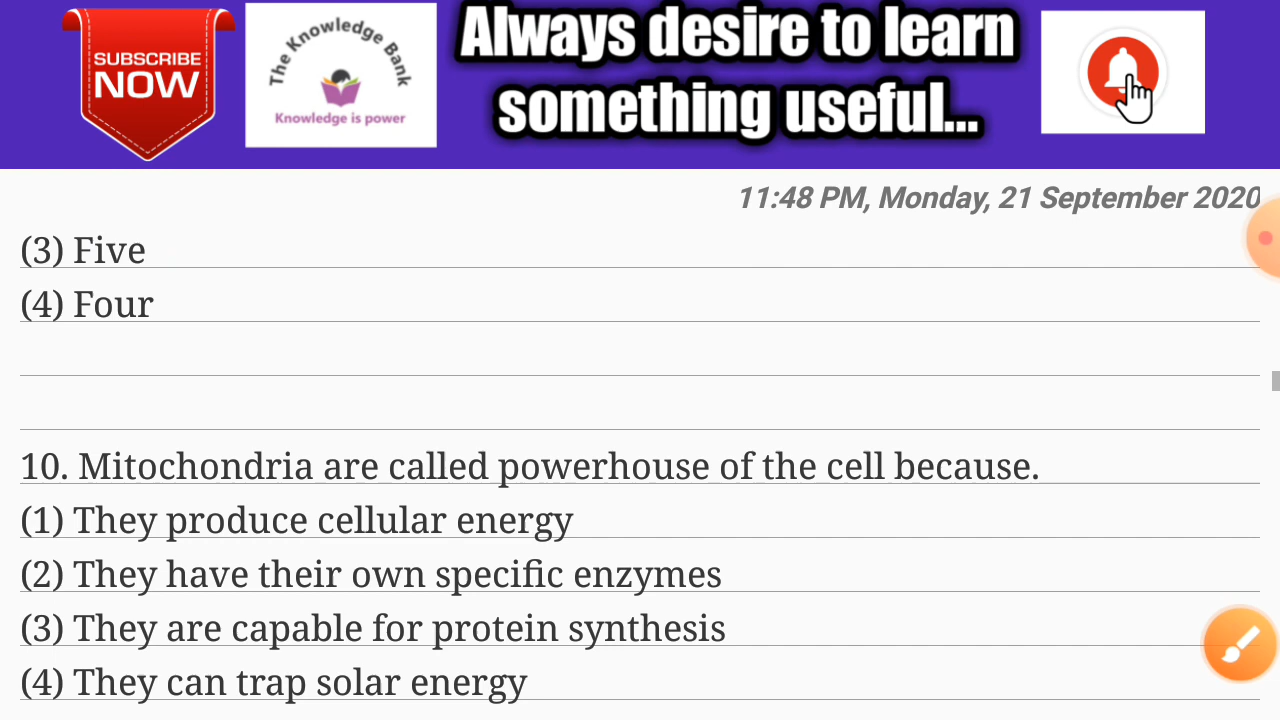 SUBSCRIBE
NOW
The Knowledge Bank
Knowledge is power
Always desire to learn
something useful...
11:48 PM, Monday, 21 September 2020
(3) Five
(4) Four
10. Mitochondria are called powerhouse of the cell because.
(1) They produce cellular energy
(2) They have their own specific enzymes
(3) They are capable for protein synthesis
(4) They can trap solar energy